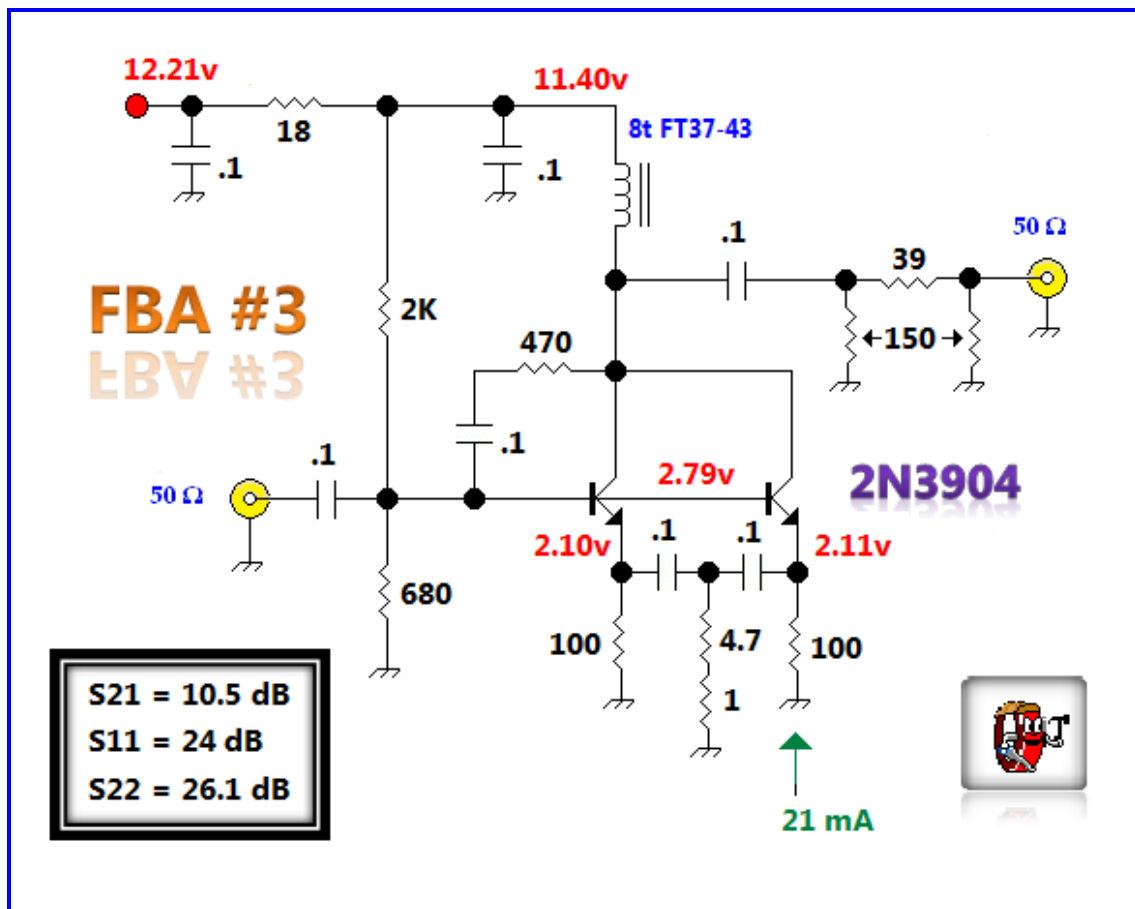 12.21v
11.40v
8t FT37-43
18
.1
.1
.1
50 Ω
39
FBA #3
2K
470
150
.1
2.79v
2N3904
50 Ω
.1
2.10v
.1
.1
2.11v
680
100
4.7
100
1
S21 = 10.5 dB
S11 = 24 dB
S22 = 26.1 dB
21 mA